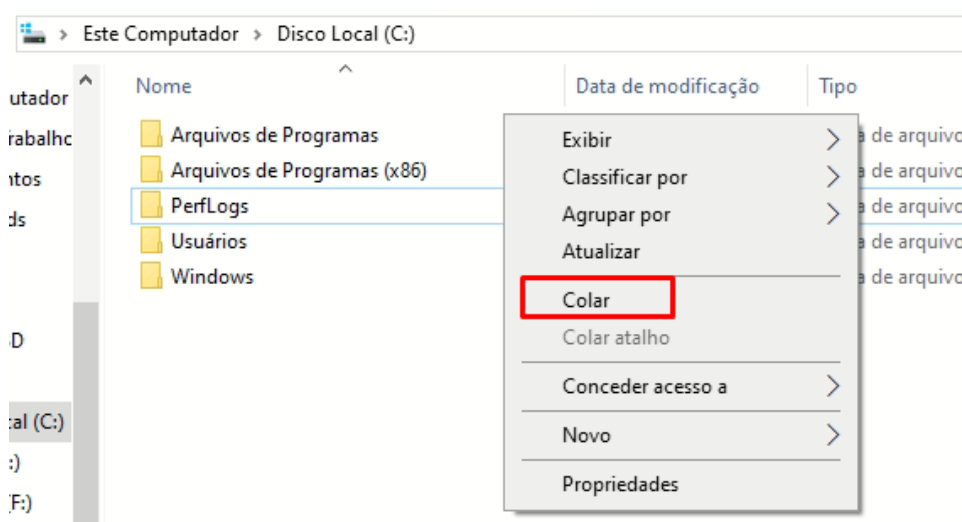 Este Computador > Disco Local (C:)
Nome Data de modificação Tipo
utador
rabalho
ntos
ds
D
cal (C:)
:)
(F:)
Arquivos de Programas a de arquivo
Arquivos de Programas (x86) a de arquivo
PerfLogs a de arquivo
Usuários a de arquivo
Windows a de arquivo
Exibir
Classificar por
Agrupar por
Atualizar
Colar
Colar atalho
Conceder acesso a
Novo
Propriedades